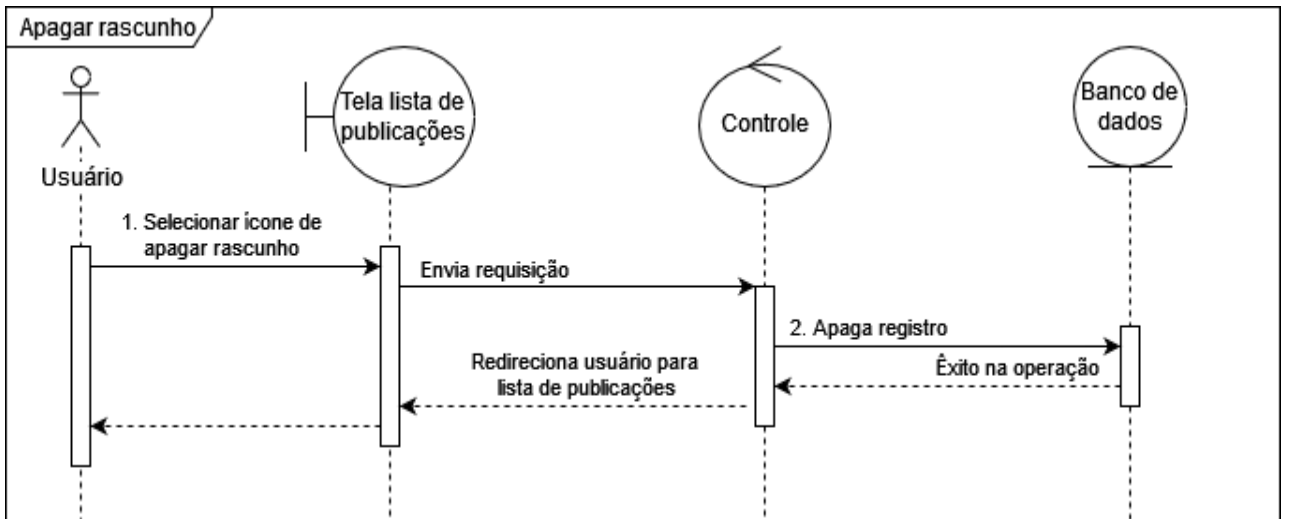 Apagar rascunho
Usuário
Tela lista de
publicações
Controle
Banco de
dados
1. Selecionar ícone de
apagar rascunho
Envia requisição
2. Apaga registro
Êxito na operação
Redireciona usuário para
lista de publicações